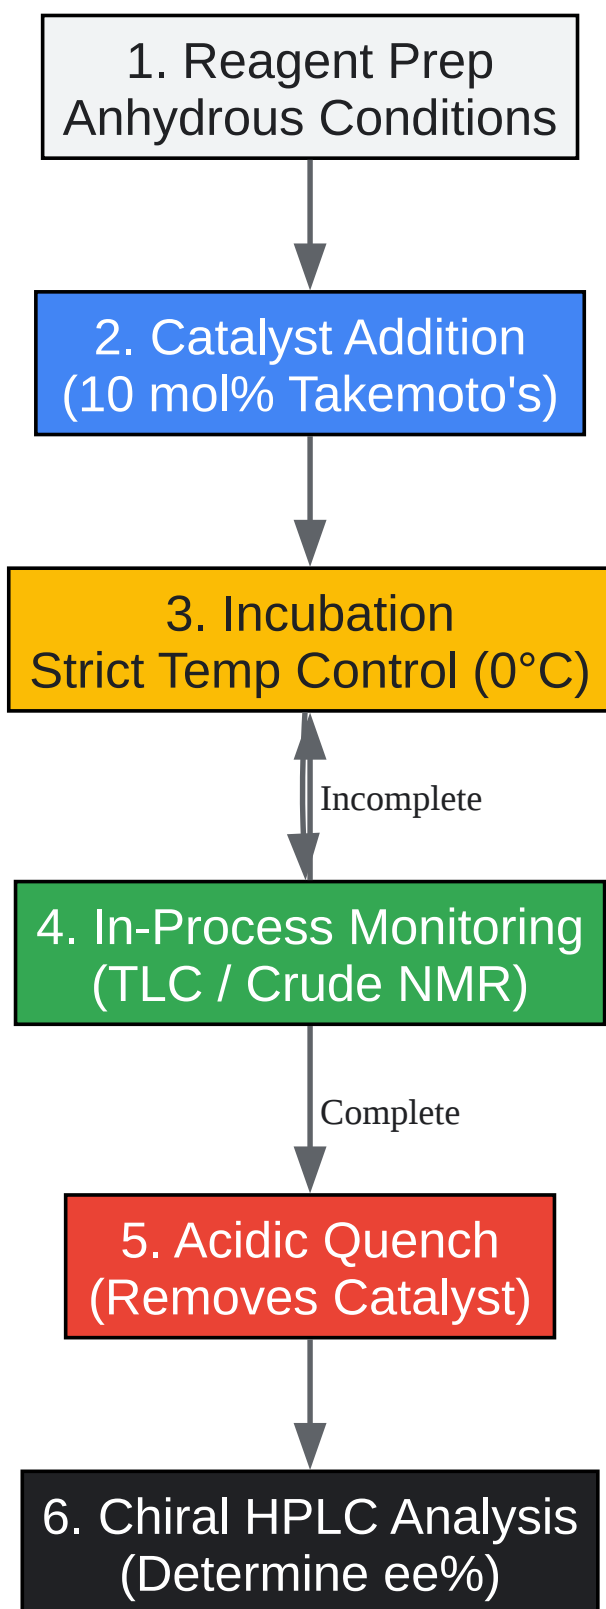 1. Reagent Prep
Anhydrous Conditions
2. Catalyst Addition
(10 mol% Takemoto's)
3. Incubation
Strict Temp Control (0°C)
Incomplete
4. In-Process Monitoring
(TLC / Crude NMR)
Complete
5. Acidic Quench
(Removes Catalyst)
6. Chiral HPLC Analysis
(Determine ee%)